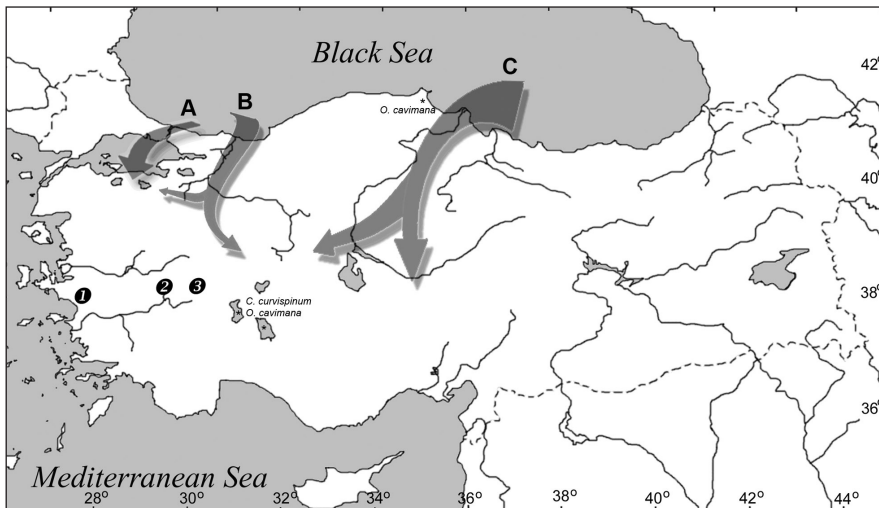 Black Sea
C
42°
A
B
*
O. cavimana
40°
38°
1
2
3
C. curvispinum
* O. cavimana
*
36°
Mediterranean Sea
28°
30°
32°
34°
36°
38°
40°
42°
44°